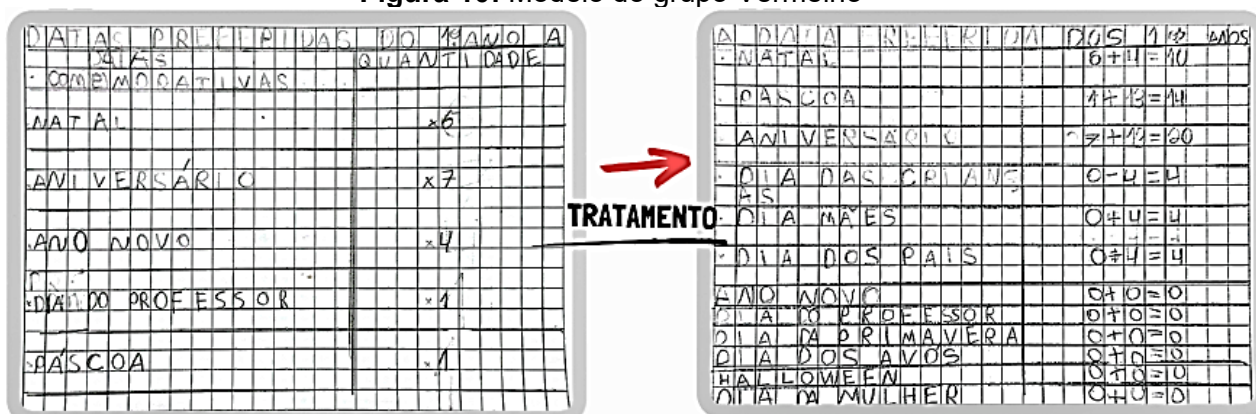 Figura 10: Modelo do grupo Vermelho
DATAS PREFERIDAS DO 1º ANO A
DATAS QUANTIDADE
COMEMORATIVAS
NATAL x6
ANIVERSÁRIO x7
ANO NOVO x4
DIA DO PROFESSOR x1
PÁSCOA x1
TRATAMENTO
A DATA PREFERIDA DOS 1º ANOS
NATAL 6+4=10
PASCOA 1+13=14
ANIVERSÁRIO 7+13=20
DIA DAS CRIANÇ 0-4=4
AS
DIA MÃES 0+4=4
DIA DOS PAIS 0+4=4
ANO NOVO 0+0=0
DIA DO PROFESSOR 0+0=0
DIA DA PRIMAVERA 0+0=0
DIA DOS AVOS 0+0=0
HALLOWEEN 0+0=0
DIA DA MULHER 0+0=0